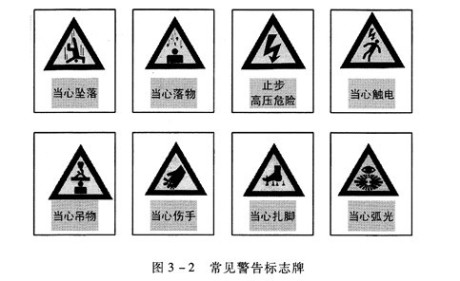 当心坠落
当心落物
止步
高压危险
当心触电
当心吊物
当心伤手
当心扎脚
当心弧光
图 3-2 常见警告标志牌